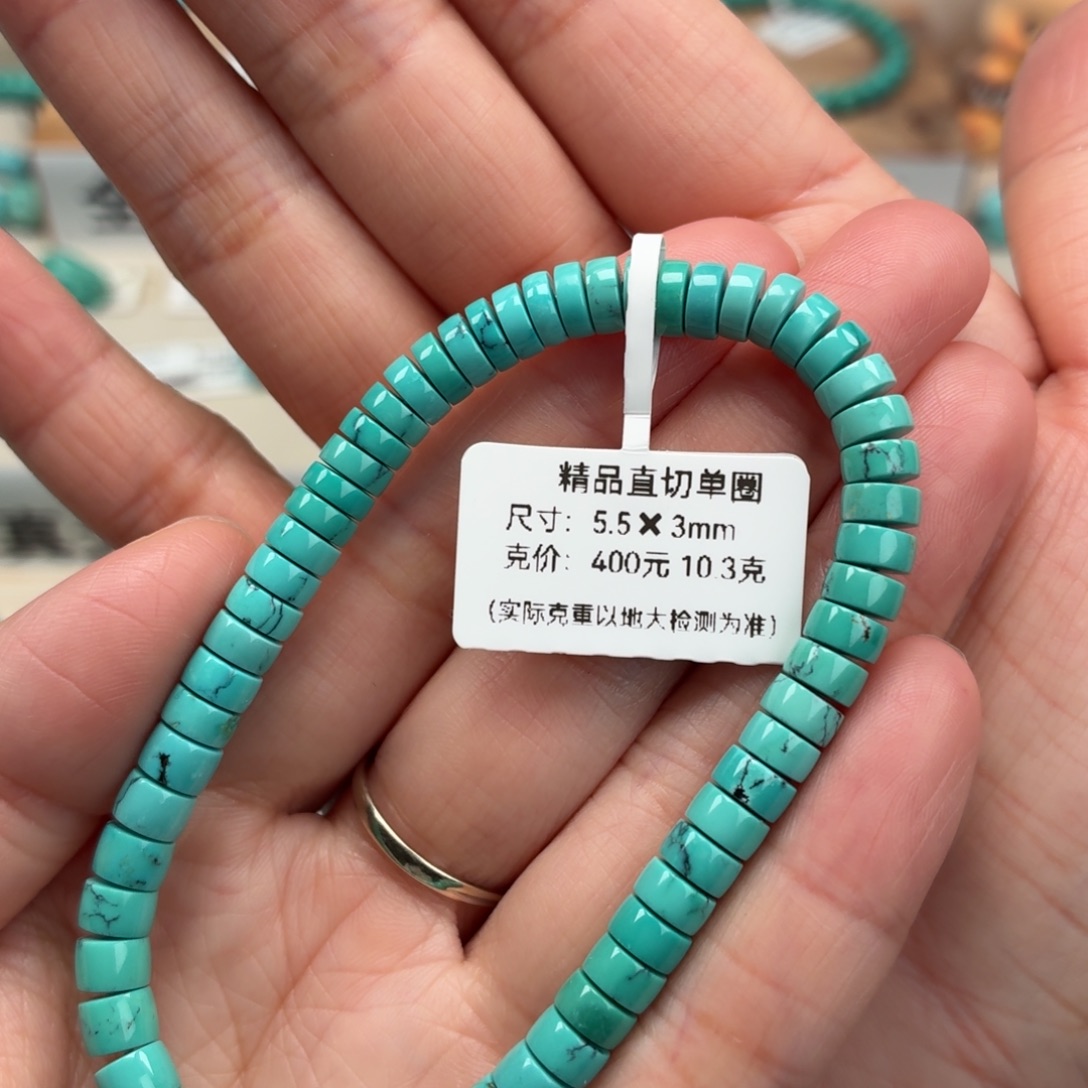 精品直切单圈
尺寸: 5.5✖3mm
克价: 400元 10.3克
(实际克重以地大检测为准)